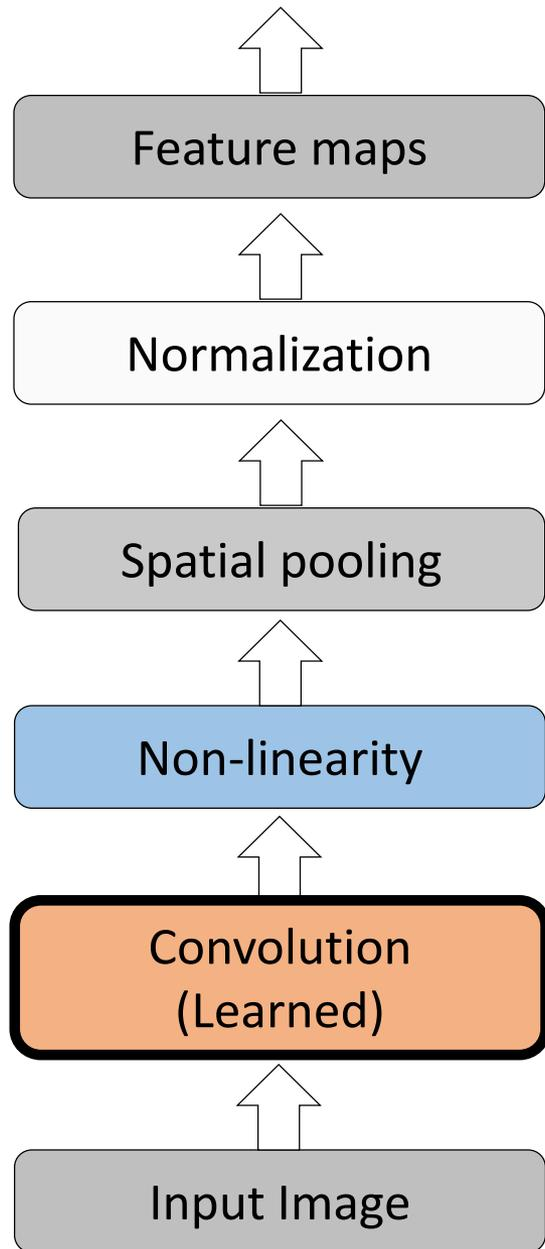 Feature maps
Normalization
Spatial pooling
Non-linearity
Convolution
(Learned)
Input Image